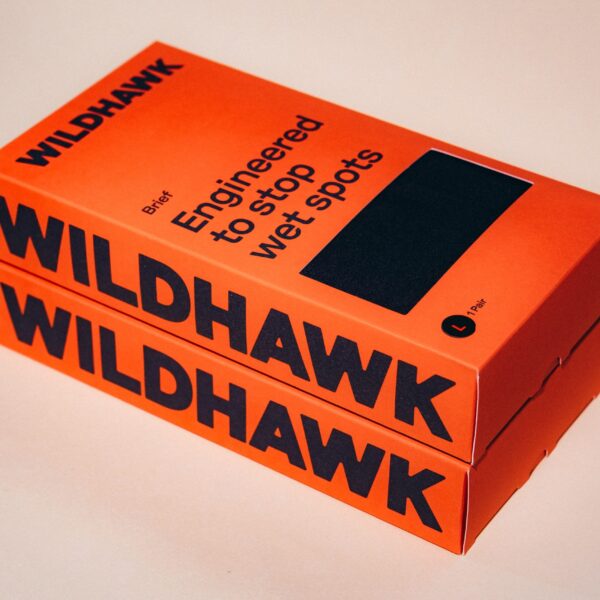 WILDHAWK
Brief
Engineered
to stop
wet spots
L
1 Pair
WILDHAWK
WILDHAWK